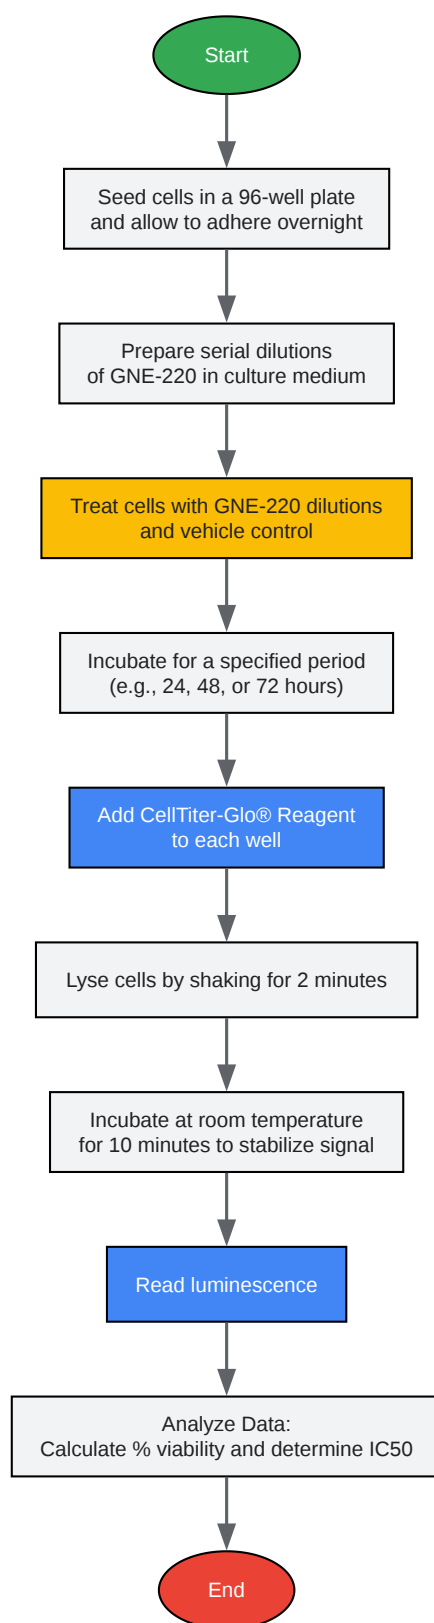 Start
Seed cells in a 96-well plate
and allow to adhere overnight
Prepare serial dilutions
of GNE-220 in culture medium
Treat cells with GNE-220 dilutions
and vehicle control
Incubate for a specified period
(e.g., 24, 48, or 72 hours)
Add CellTiter-Glo® Reagent
to each well
Lyse cells by shaking for 2 minutes
Incubate at room temperature
for 10 minutes to stabilize signal
Read luminescence
Analyze Data:
Calculate % viability and determine IC50
End